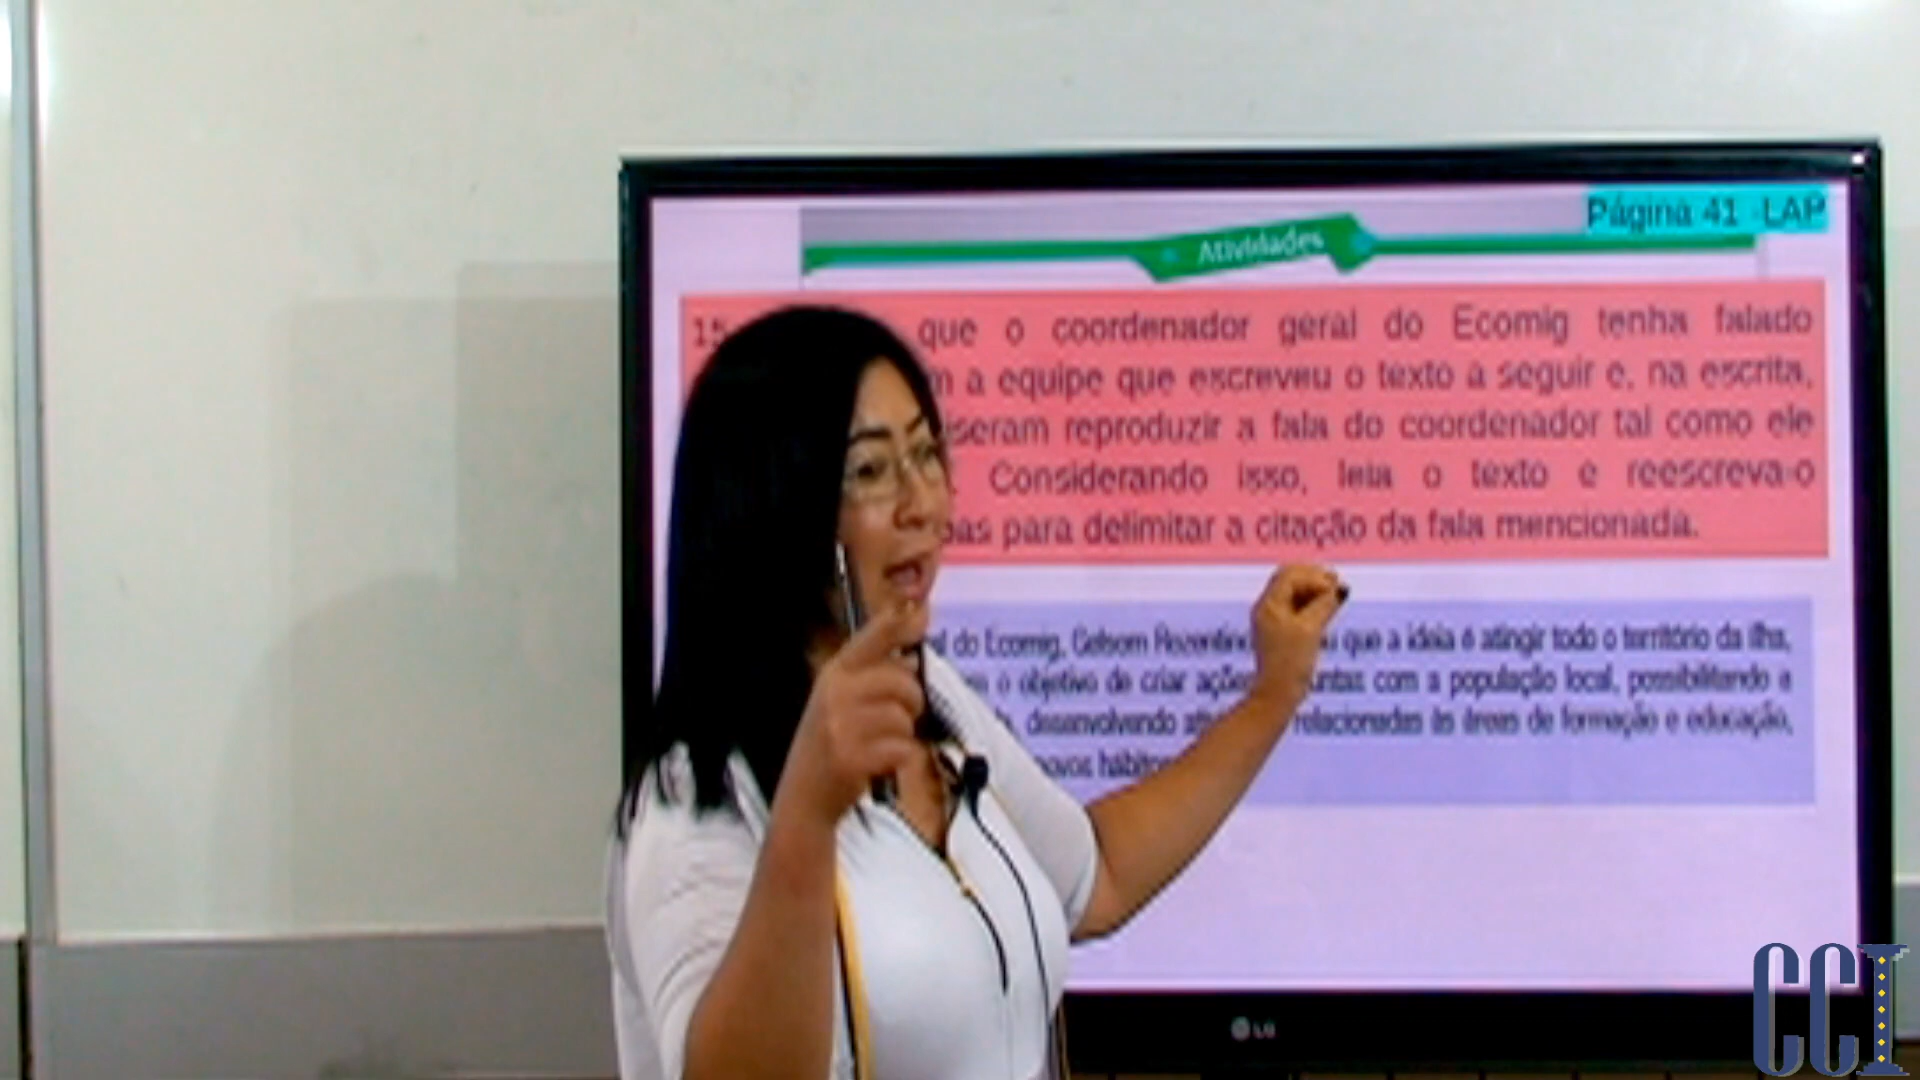 Página 41 -LAP
Atividades
15 que o coordenador geral do Ecomig tenha falado
a equipe que escreveu o texto a seguir e, na escrita,
reproduzir a fala do coordenador tal como ele
Considerando isso, leia o texto e reescreva-o
para delimitar a citação da fala mencionada.
do Ecomig, Gelsom Rozentino que a ideia é atingir todo o território da Ilha,
o objetivo de criar ações com a população local, possibilitando a
desenvolvendo relacionadas às áreas de formação e educação,
LG
CCI